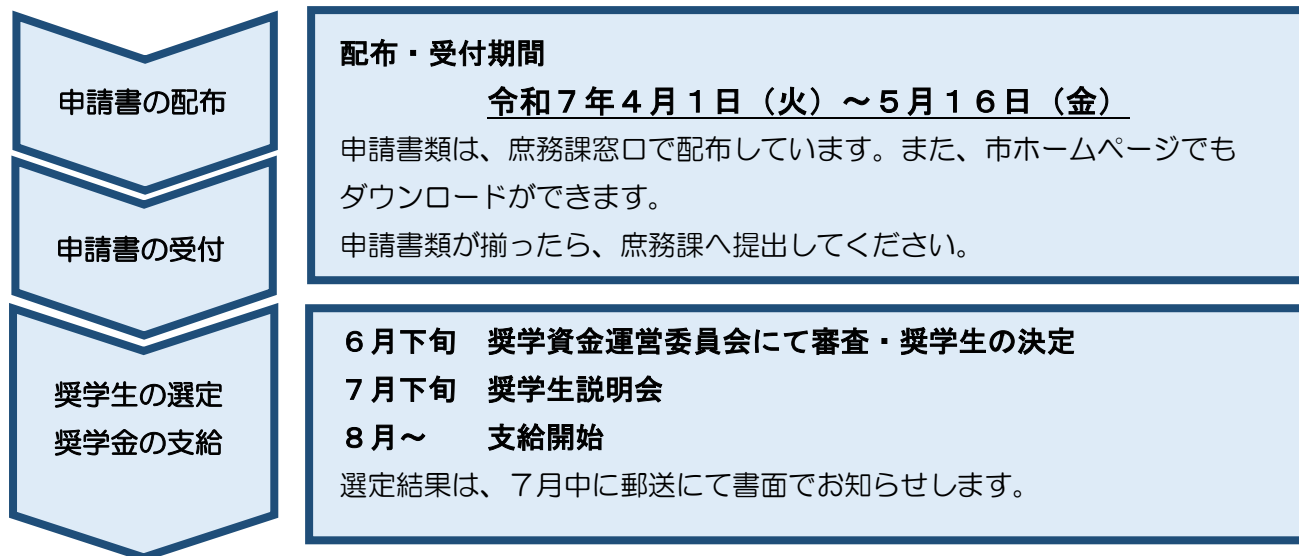 申請書の配布
配布・受付期間
令和７年４月１日（火）～５月１６日（金）
申請書類は、庶務課窓口で配布しています。また、市ホームページでも
ダウンロードができます。
申請書の受付
申請書類が揃ったら、庶務課へ提出してください。
奨学生の選定
奨学金の支給
６月下旬　奨学資金運営委員会にて審査・奨学生の決定
７月下旬　奨学生説明会
８月～　　支給開始
選定結果は、７月中に郵送にて書面でお知らせします。